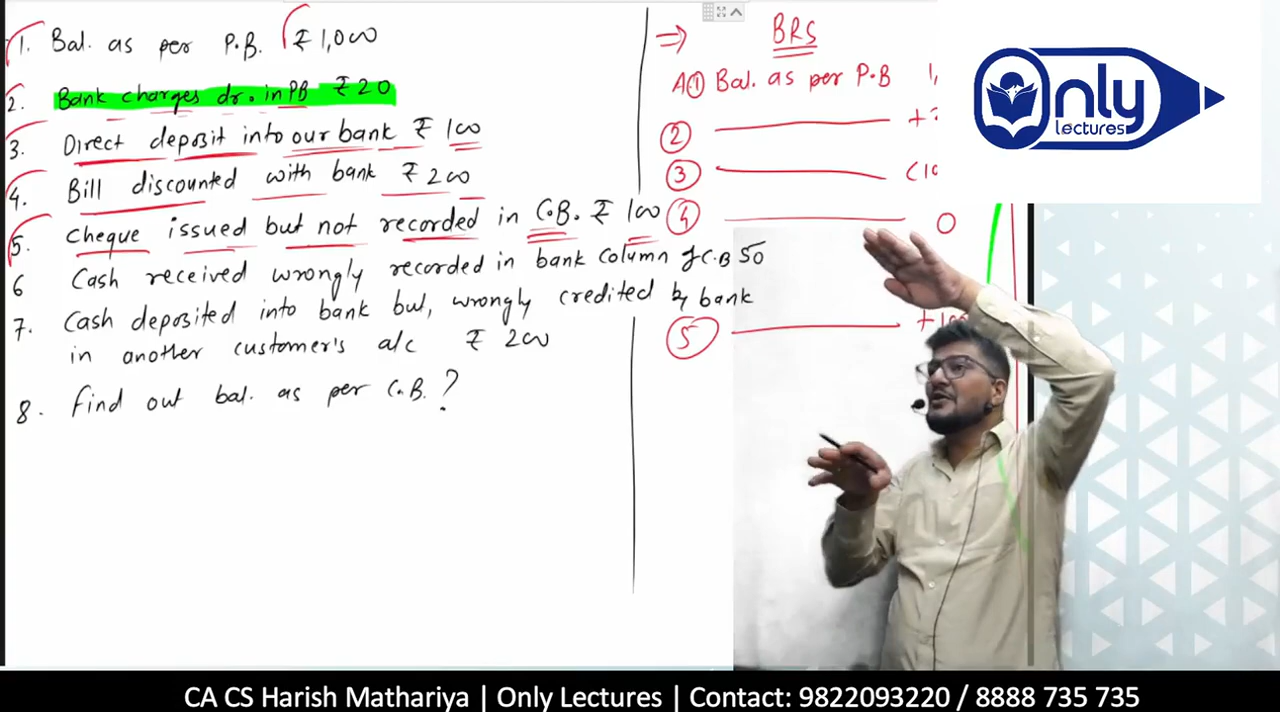 1. Bal. as per P.B. ₹ 1,000
2. Bank charges dr. in PB ₹ 20
3. Direct deposit into our bank ₹ 100
4. Bill discounted with bank ₹ 200
5. Cheque issued but not recorded in C.B. ₹ 100
6 Cash received wrongly recorded in bank column of C.B 50
7. Cash deposited into bank but, wrongly credited by bank
in another customer's a/c ₹ 200
8. Find out bal. as per C.B. ?
⇒ BRS
A ① Bal. as per P.B 1,
②
③ (10
④ 0
⑤ + 100
Only
Lectures
CA CS Harish Mathariya | Only Lectures | Contact: 9822093220 / 8888 735 735